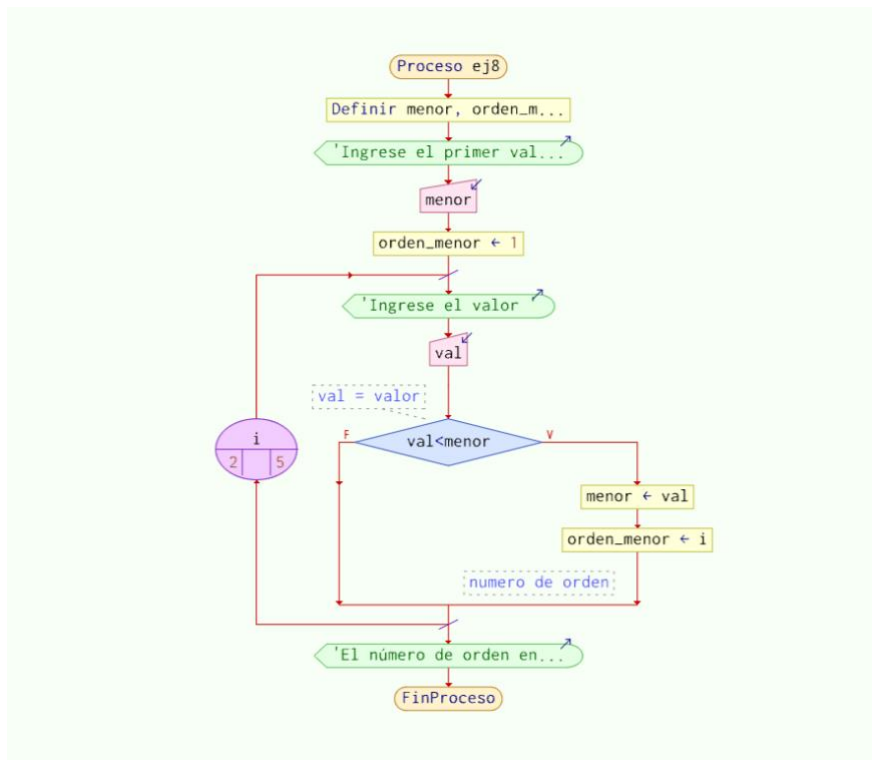 Proceso ej8
Definir menor, orden_m...
'Ingrese el primer val...
menor
orden_menor ← 1
'Ingrese el valor
val
val = valor
i
2 5
F
val<menor
V
menor ← val
orden_menor ← i
numero de orden
'El número de orden en...
FinProceso